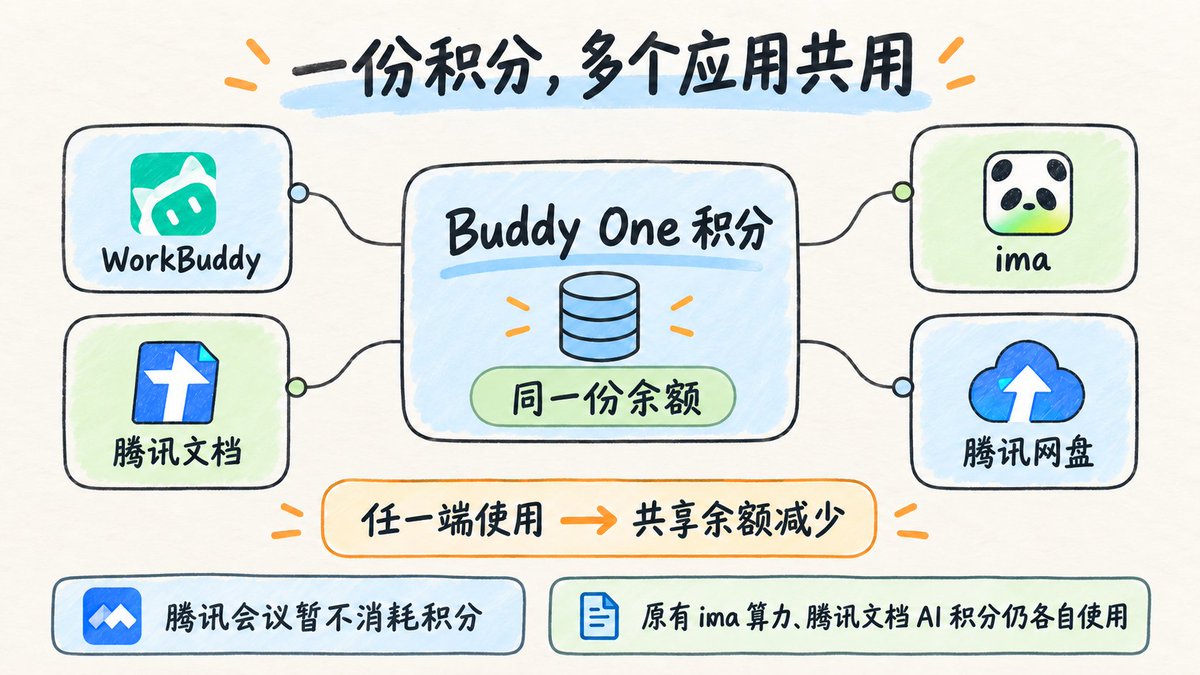 一份积分,多个应用共用
WorkBuddy
Buddy One 积分
同一份余额
ima
腾讯文档
腾讯网盘
任一端使用 → 共享余额减少
腾讯会议暂不消耗积分
原有 ima 算力、腾讯文档 AI 积分仍各自使用